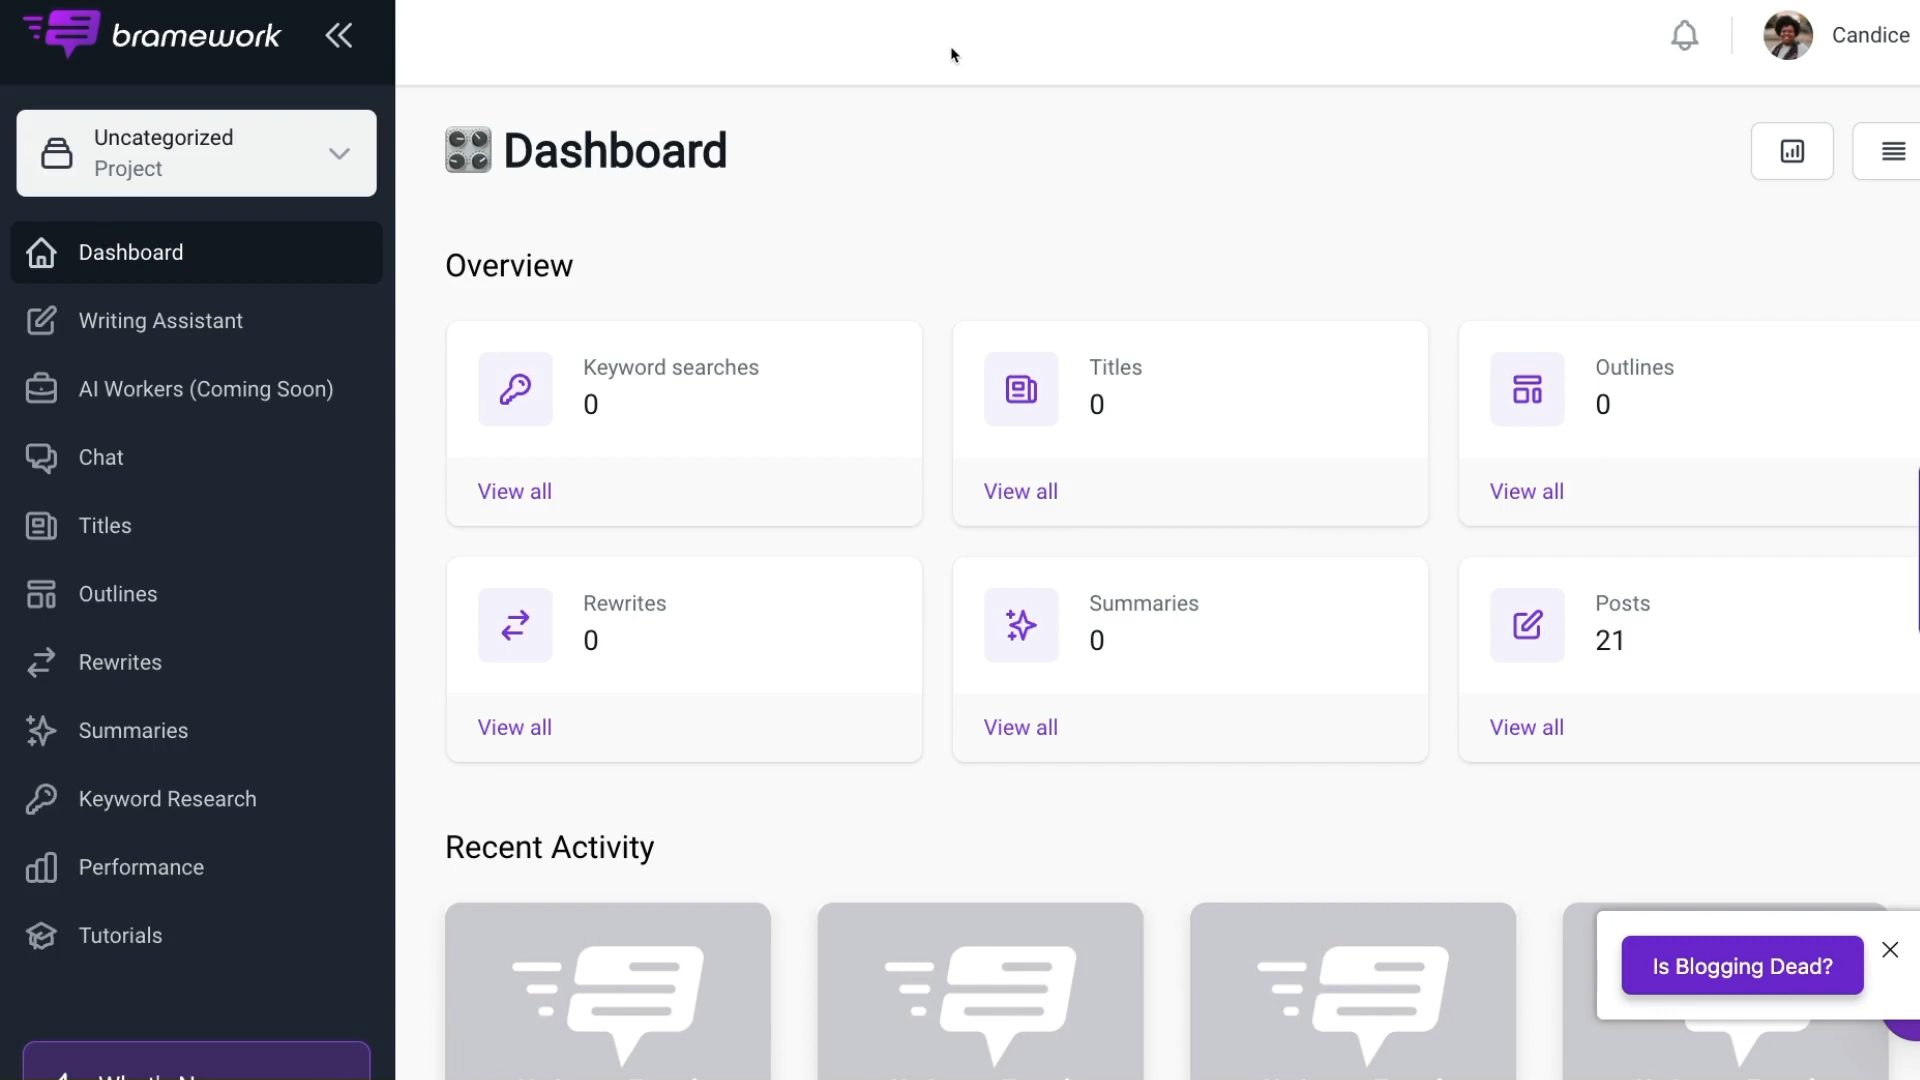 bramework
Candice
Uncategorized
Project
Dashboard
Writing Assistant
AI Workers (Coming Soon)
Chat
Titles
Outlines
Rewrites
Summaries
Keyword Research
Performance
Tutorials
Dashboard
Overview
Keyword searches
0
View all
Titles
0
View all
Outlines
0
View all
Rewrites
0
View all
Summaries
0
View all
Posts
21
View all
Recent Activity
Is Blogging Dead?